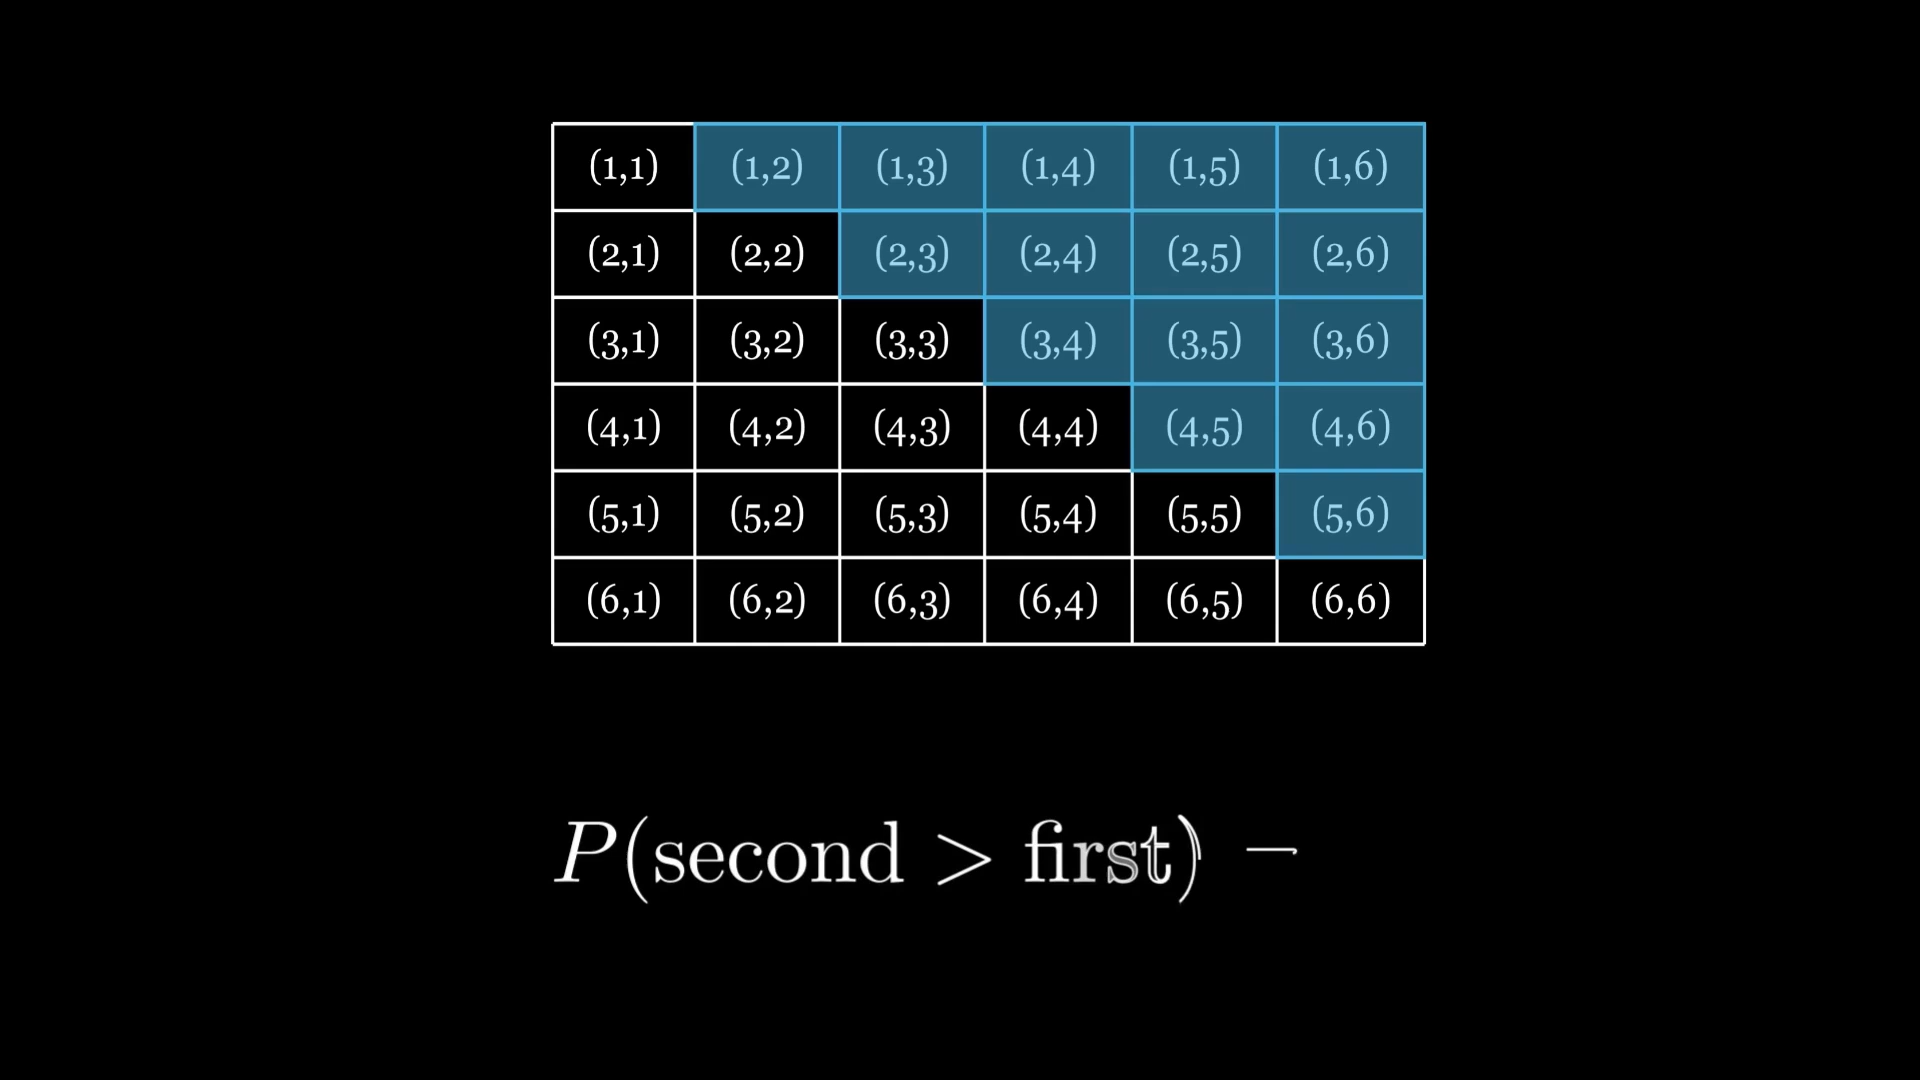 (1,1) (1,2) (1,3) (1,4) (1,5) (1,6)
(2,1) (2,2) (2,3) (2,4) (2,5) (2,6)
(3,1) (3,2) (3,3) (3,4) (3,5) (3,6)
(4,1) (4,2) (4,3) (4,4) (4,5) (4,6)
(5,1) (5,2) (5,3) (5,4) (5,5) (5,6)
(6,1) (6,2) (6,3) (6,4) (6,5) (6,6)
P(second > first)